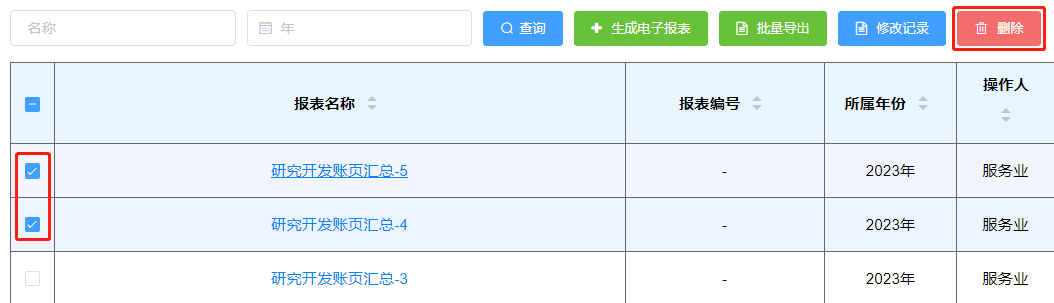 名称 年 查询 生成电子报表 批量导出 修改记录 删除
报表名称 报表编号 所属年份 操作人
研究开发账页汇总-5 - 2023年 服务业
研究开发账页汇总-4 - 2023年 服务业
研究开发账页汇总-3 - 2023年 服务业